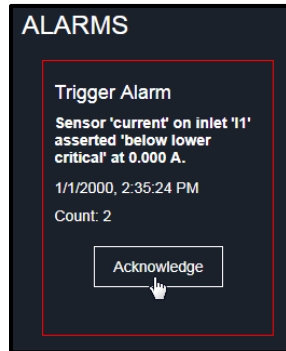 ALARMS
Trigger Alarm
Sensor 'current' on inlet 'I1'
asserted 'below lower
critical' at 0.000 A.
1/1/2000, 2:35:24 PM
Count: 2
Acknowledge